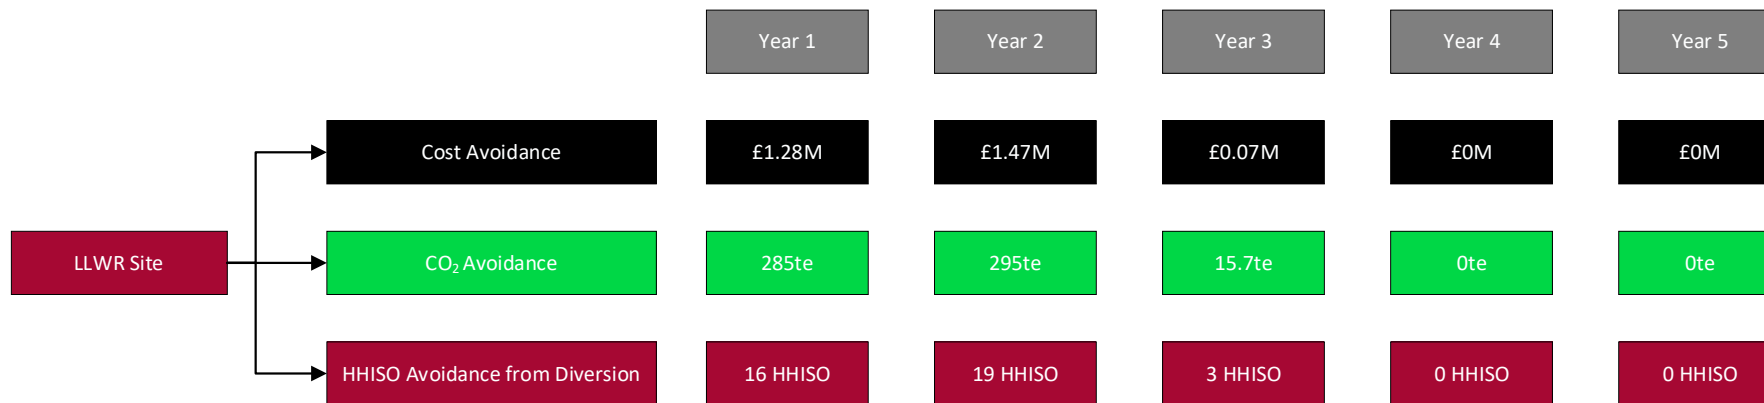 Year 1
Year 2
Year 3
Year 4
Year 5
Cost Avoidance
£1.28M
£1.47M
£0.07M
£0M
£0M
LLWR Site
CO₂ Avoidance
285te
295te
15.7te
0te
0te
HHISO Avoidance from Diversion
16 HHISO
19 HHISO
3 HHISO
0 HHISO
0 HHISO